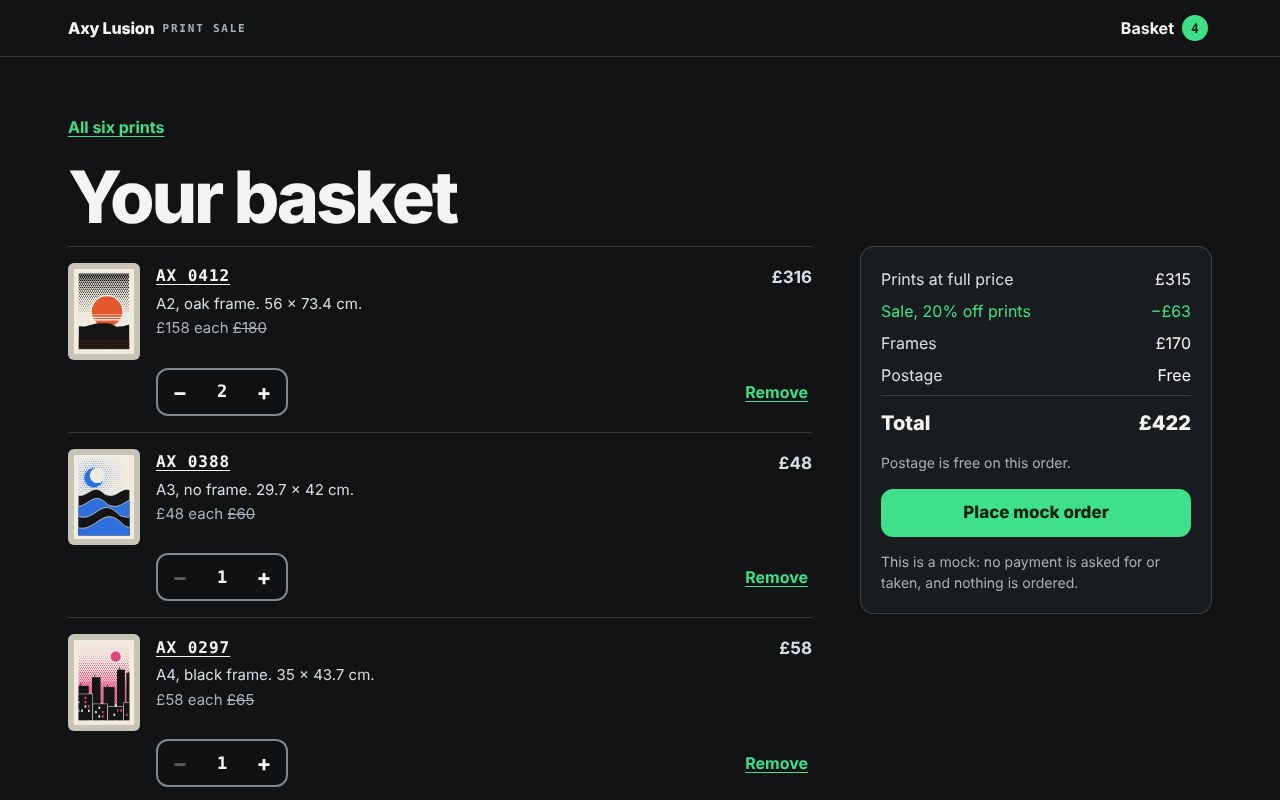 Axy Lusion PRINT SALE
Basket 4
All six prints
Your basket
AX 0412
£316
A2, oak frame. 56 × 73.4 cm.
£158 each £180
− 2 +
Remove
AX 0388
£48
A3, no frame. 29.7 × 42 cm.
£48 each £60
− 1 +
Remove
AX 0297
£58
A4, black frame. 35 × 43.7 cm.
£58 each £65
− 1 +
Remove
Prints at full price £315
Sale, 20% off prints −£63
Frames £170
Postage Free
Total £422
Postage is free on this order.
Place mock order
This is a mock: no payment is asked for or
taken, and nothing is ordered.